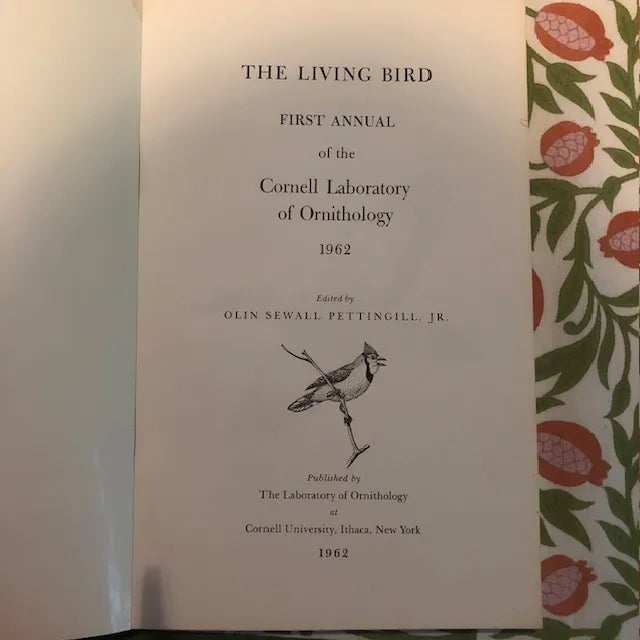 THE LIVING BIRD
FIRST ANNUAL
of the
Cornell Laboratory
of Ornithology
1962
Edited by
OLIN SEWALL PETTINGILL, JR.
Published by
The Laboratory of Ornithology
at
Cornell University, Ithaca, New York
1962